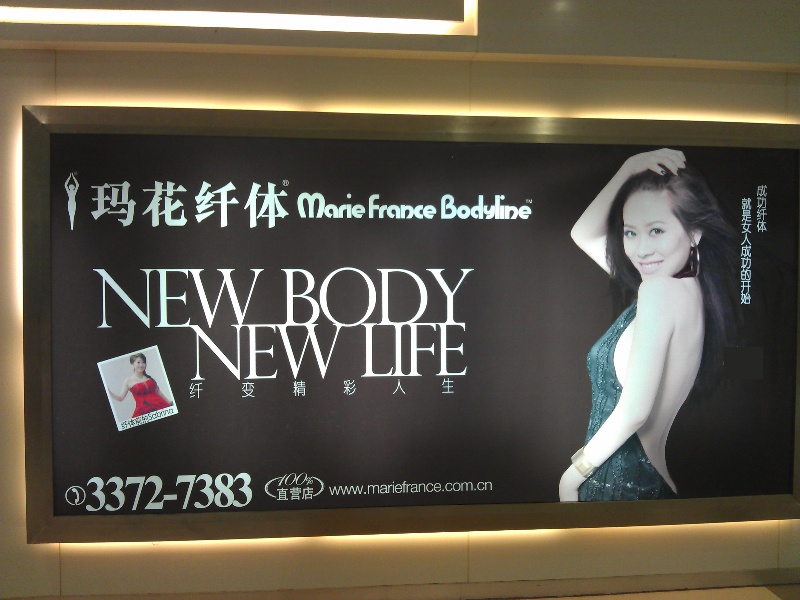 玛花纤体® Marie France Bodyline™
NEW BODY
NEW LIFE
纤变精彩人生
Sabrina
3372-7383
100%
直营店
www.mariefrance.com.cn
成功纤体
就是女人成功的开始